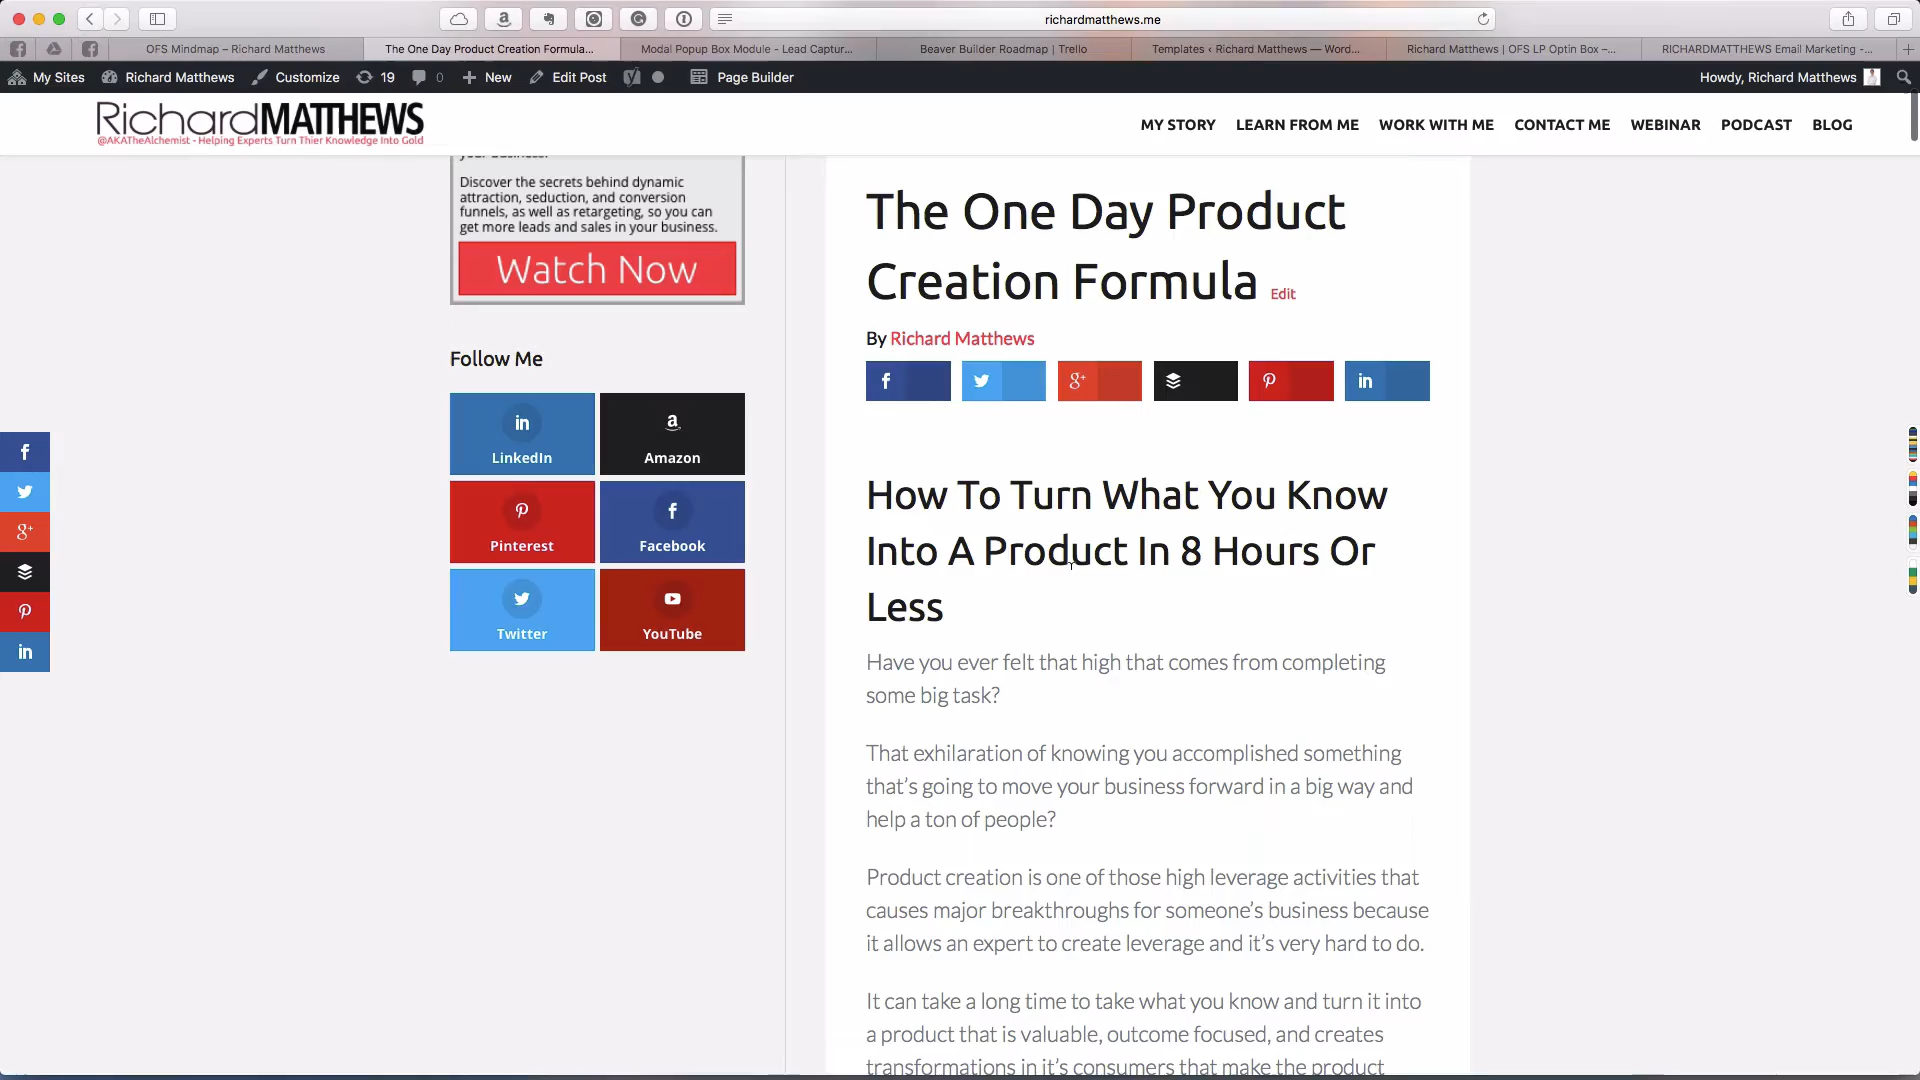 richardmatthews.me
OFS Mindmap – Richard Matthews
The One Day Product Creation Formula...
Modal Popup Box Module - Lead Captur...
Beaver Builder Roadmap | Trello
Templates ‹ Richard Matthews — Word...
Richard Matthews | OFS LP Optin Box –...
RICHARDMATTHEWS Email Marketing -...
My Sites
Richard Matthews
Customize
19
0
New
Edit Post
Page Builder
Howdy, Richard Matthews
RichardMATTHEWS
@AKATheAlchemist - Helping Experts Turn Thier Knowledge Into Gold
MY STORY
LEARN FROM ME
WORK WITH ME
CONTACT ME
WEBINAR
PODCAST
BLOG
your business.
Discover the secrets behind dynamic
attraction, seduction, and conversion
funnels, as well as retargeting, so you can
get more leads and sales in your business.
Watch Now
Follow Me
LinkedIn
Amazon
Pinterest
Facebook
Twitter
YouTube
The One Day Product
Creation Formula Edit
By Richard Matthews
How To Turn What You Know
Into A Product In 8 Hours Or
Less
Have you ever felt that high that comes from completing
some big task?
That exhilaration of knowing you accomplished something
that’s going to move your business forward in a big way and
help a ton of people?
Product creation is one of those high leverage activities that
causes major breakthroughs for someone’s business because
it allows an expert to create leverage and it’s very hard to do.
It can take a long time to take what you know and turn it into
a product that is valuable, outcome focused, and creates
transformations in it’s consumers that make the product